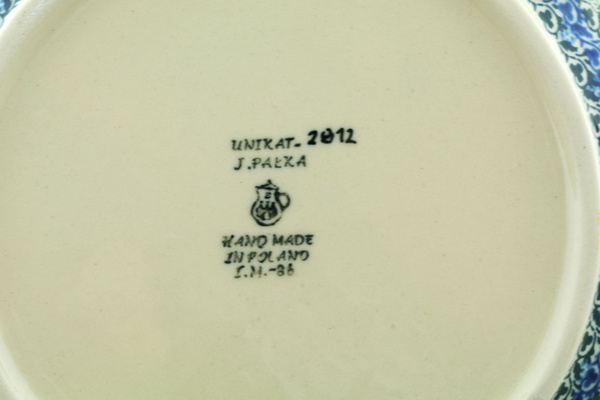 UNIKAT- 2012
J. PAŁKA
HAND MADE
IN POLAND
I.M.-86